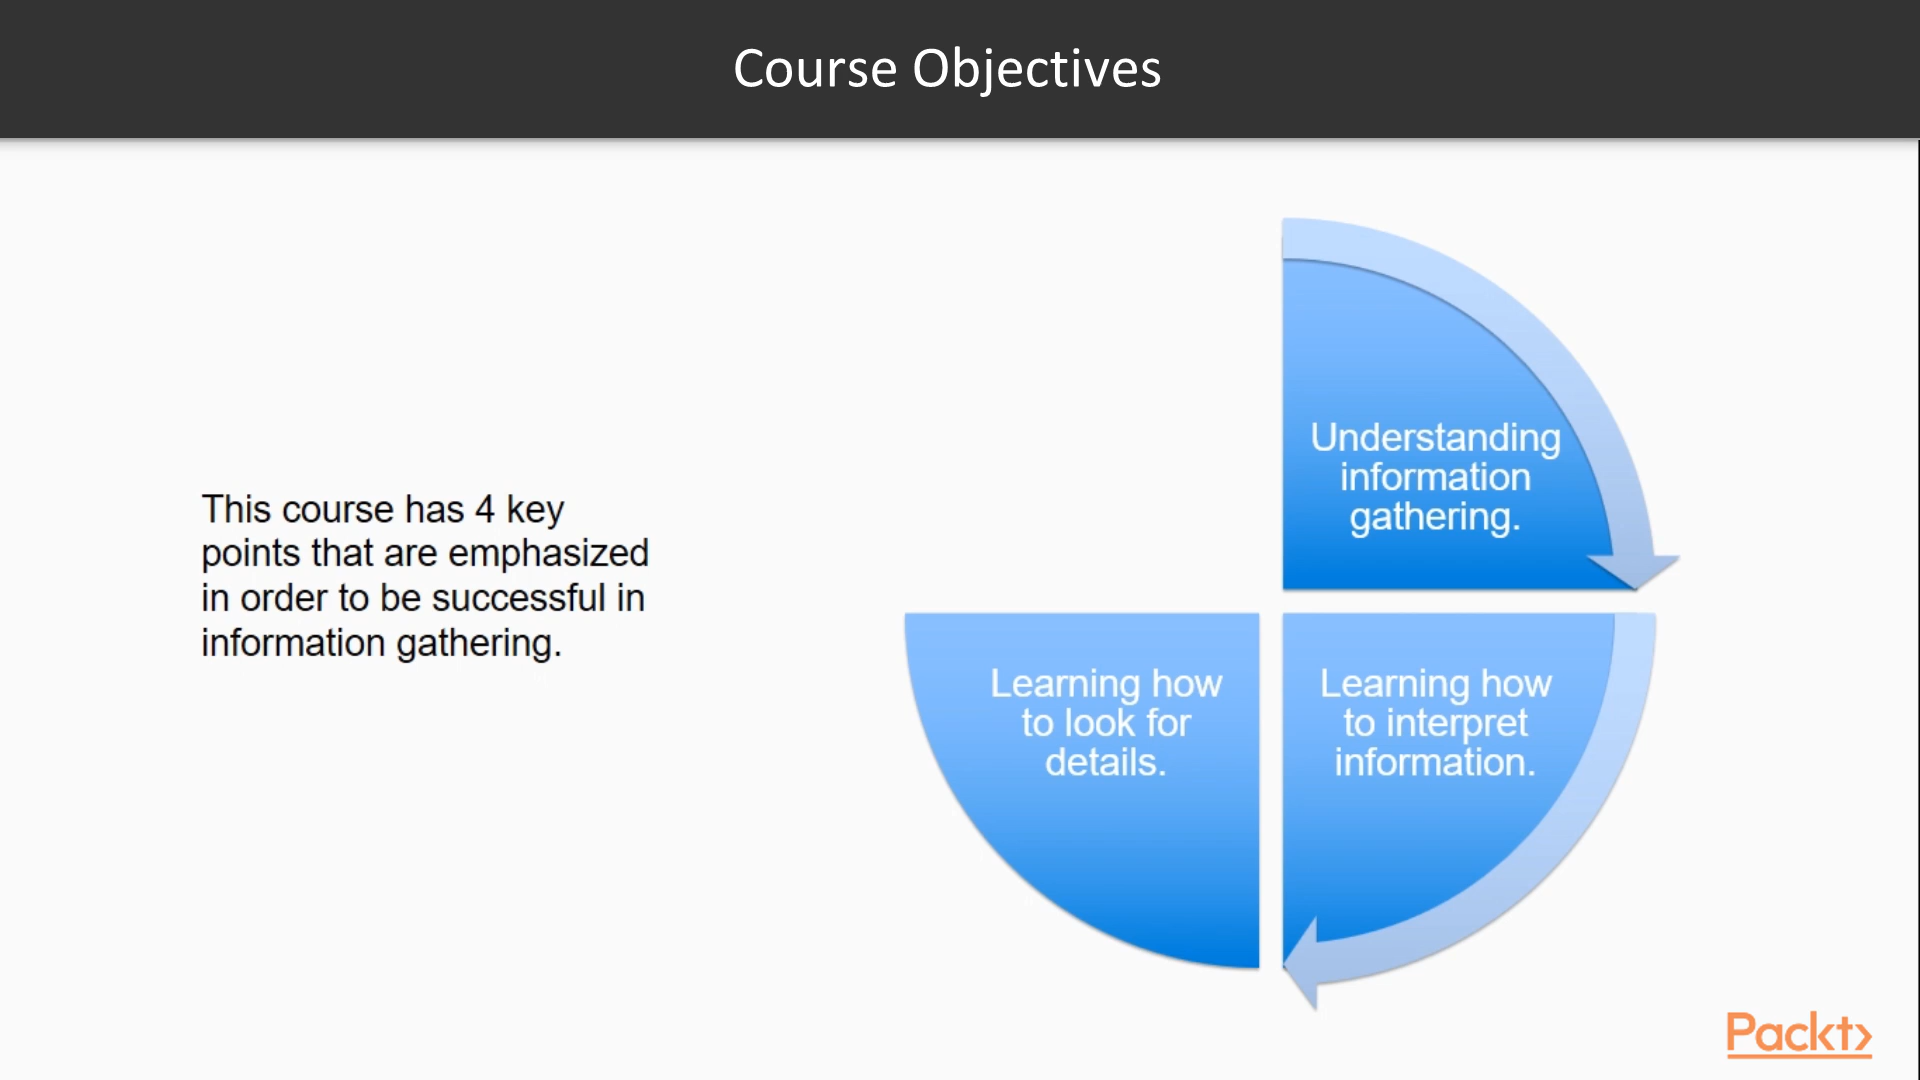 Course Objectives
This course has 4 key
points that are emphasized
in order to be successful in
information gathering.
Understanding
information
gathering.
Learning how
to interpret
information.
Learning how
to look for
details.
Packt>